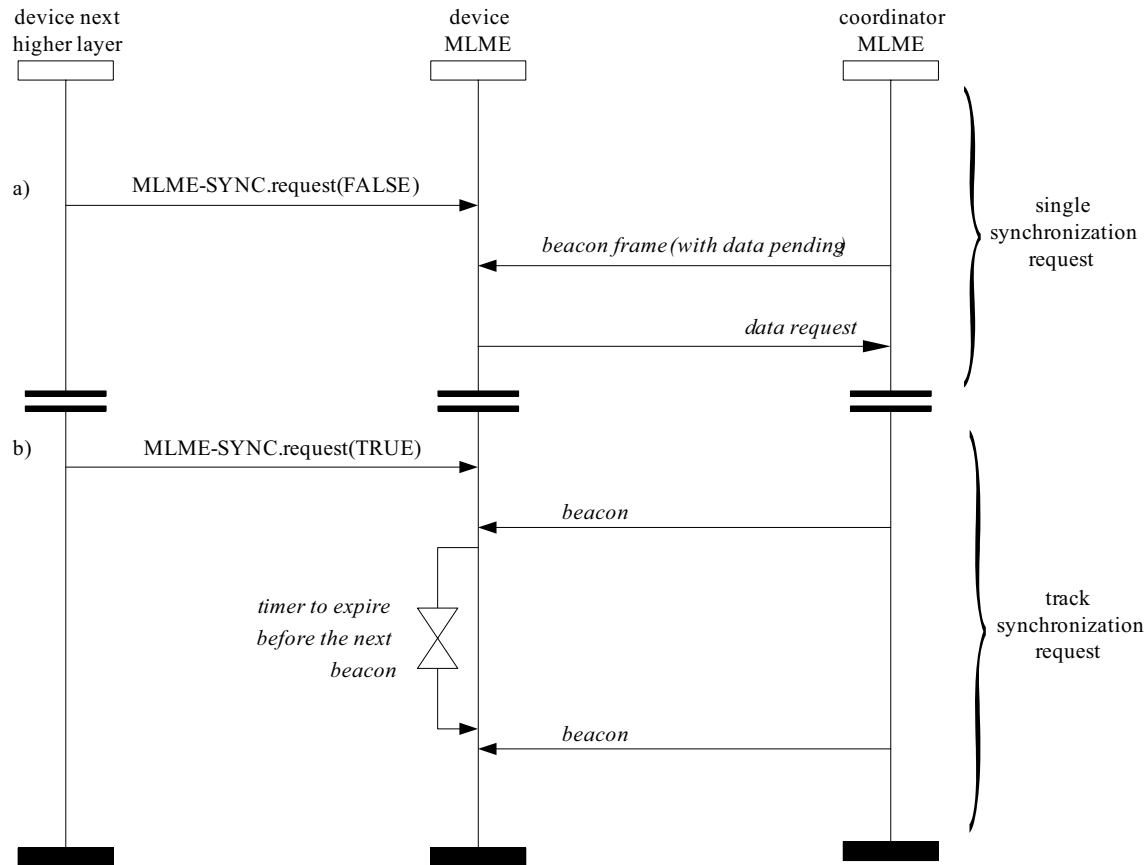 device next
higher layer
device
MLME
coordinator
MLME
a)
MLME-SYNC.request(FALSE)
beacon frame (with data pending)
data request
single
synchronization
request
b)
MLME-SYNC.request(TRUE)
beacon
timer to expire
before the next
beacon
beacon
track
synchronization
request